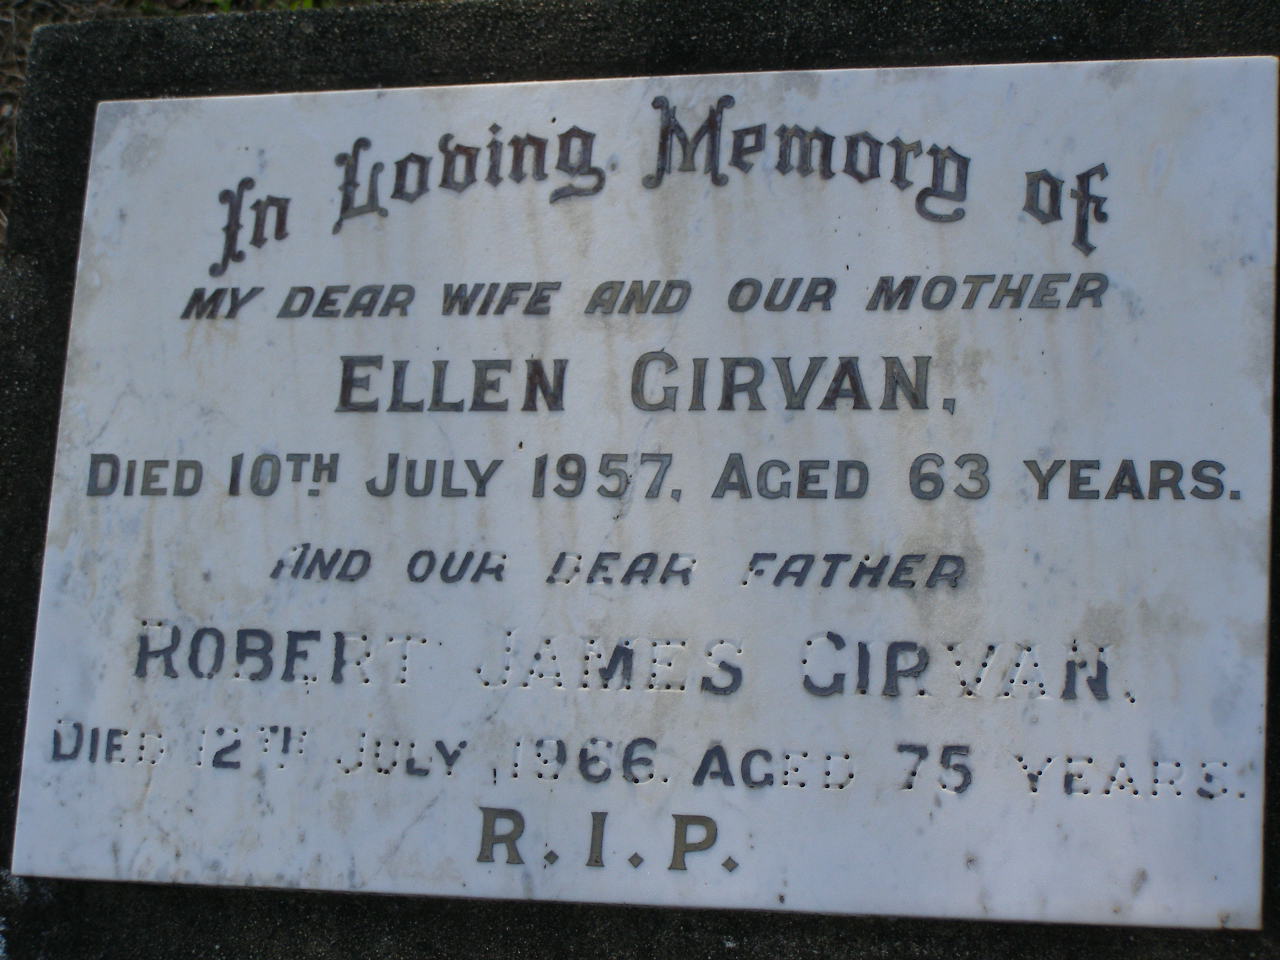 In Loving Memory of
MY DEAR WIFE AND OUR MOTHER
ELLEN GIRVAN,
DIED 10TH JULY 1957, AGED 63 YEARS.
AND OUR DEAR FATHER
ROBERT JAMES GIRVAN.
DIED 12TH JULY, 1966. AGED 75 YEARS.
R.I.P.